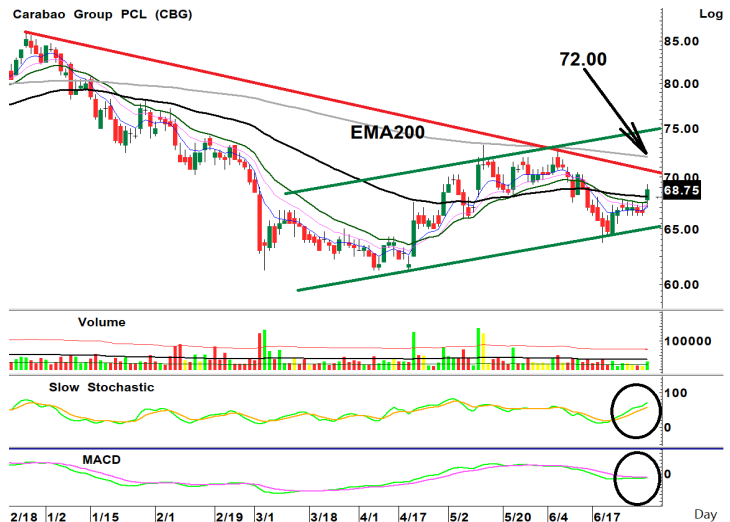 Carabao Group PCL (CBG)
Log
85.00
72.00
80.00
EMA200
75.00
70.00
68.75
65.00
60.00
Volume
100000
Slow Stochastic
100
0
MACD
0
2/18 1/2 1/15 2/1 2/19 3/1 3/18 4/1 4/17 5/2 5/20 6/4 6/17 Day